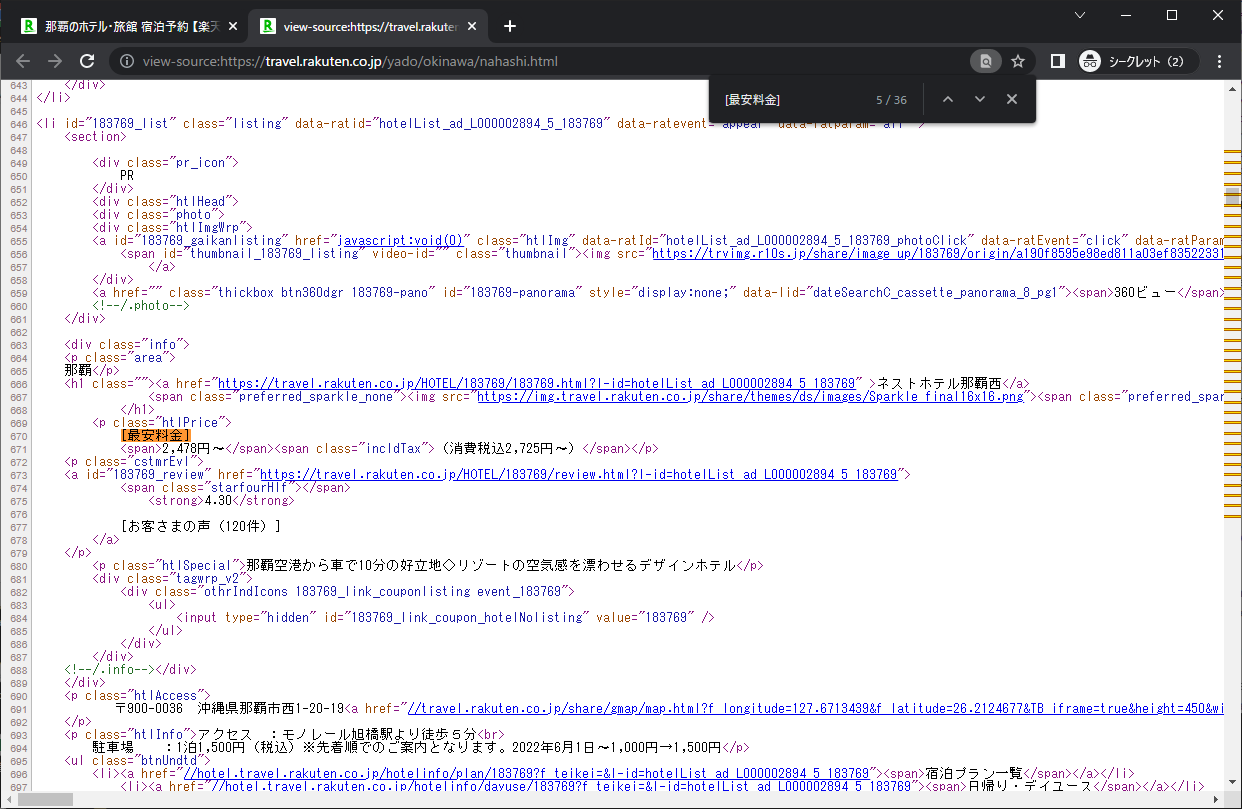 那覇のホテル・旅館 宿泊予約 【楽天
view-source:https://travel.rakuten
view-source:https://travel.rakuten.co.jp/yado/okinawa/nahashi.html
シークレット (2)
[最安料金]
5 / 36
643 </div>
644 </li>
645
646 <li id="183769_list" class="listing" data-ratid="hotelList_ad_L000002894_5_183769" data-ratevent="appear" data-ratparam="all" >
647 <section>
648
649 <div class="pr_icon">
650 PR
651 </div>
652 <div class="htlHead">
653 <div class="photo">
654 <div class="htlImgWrp">
655 <a id="183769_gaikanlisting" href="javascript:void(0)" class="htlImg" data-ratId="hotelList_ad_L000002894_5_183769_photoClick" data-ratEvent="click" data-ratParam
656 <span id="thumbnail_183769_listing" video-id="" class="thumbnail"><img src="https://trvimg.r10s.jp/share/image_up/183769/origin/a190f8595e98ed811a03ef83522331
657 </a>
658 </div>
659 <a href="" class="thickbox btn360dgr 183769-pano" id="183769-panorama" style="display:none;" data-lid="dateSearchC_cassette_panorama_8_pg1"><span>360ビュー</span>
660 <!--/.photo-->
661 </div>
662
663 <div class="info">
664 <p class="area">
665 那覇</p>
666 <h1 class=""><a href="https://travel.rakuten.co.jp/HOTEL/183769/183769.html?l-id=hotelList_ad_L000002894_5_183769" >ネストホテル那覇西</a>
667 <span class="preferred_sparkle_none"><img src="https://img.travel.rakuten.co.jp/share/themes/ds/images/Sparkle_final16x16.png"><span class="preferred_spar
668 </h1>
669 <p class="htlPrice">
670 [最安料金]
671 <span>2,478円～</span><span class="incldTax">（消費税込2,725円～）</span></p>
672 <p class="cstmrEvl">
673 <a id="183769_review" href="https://travel.rakuten.co.jp/HOTEL/183769/review.html?l-id=hotelList_ad_L000002894_5_183769">
674 <span class="starfourHlf"></span>
675 <strong>4.30</strong>
676
677 [お客さまの声（120件）]
678 </a>
679 </p>
680 <p class="htlSpecial">那覇空港から車で10分の好立地◇リゾートの空気感を漂わせるデザインホテル</p>
681 <div class="tagwrp_v2">
682 <div class="othrIndIcons 183769_link_couponlisting event_183769">
683 <ul>
684 <input type="hidden" id="183769_link_coupon_hotelNolisting" value="183769" />
685 </ul>
686 </div>
687 </div>
688 <!--/.info--></div>
689 </div>
690 <p class="htlAccess">
691 〒900-0036　沖縄県那覇市西1-20-19<a href="//travel.rakuten.co.jp/share/gmap/map.html?f_longitude=127.6713439&f_latitude=26.2124677&TB_iframe=true&height=450&wi
692 </p>
693 <p class="htlInfo">アクセス　：モノレール旭橋駅より徒歩５分<br>
694 駐車場　　：1泊1,500円（税込）※先着順でのご案内となります。2022年6月1日～1,000円→1,500円</p>
695 <ul class="btnUndtd">
696 <li><a href="//hotel.travel.rakuten.co.jp/hotelinfo/plan/183769?f_teikei=&l-id=hotelList_ad_L000002894_5_183769"><span>宿泊プラン一覧</span></a></li>
697 <li><a href="//hotel.travel.rakuten.co.jp/hotelinfo/dayuse/183769?f_teikei=&l-id=hotelList_ad_L000002894_5_183769"><span>日帰り・デイユース</span></a></li>